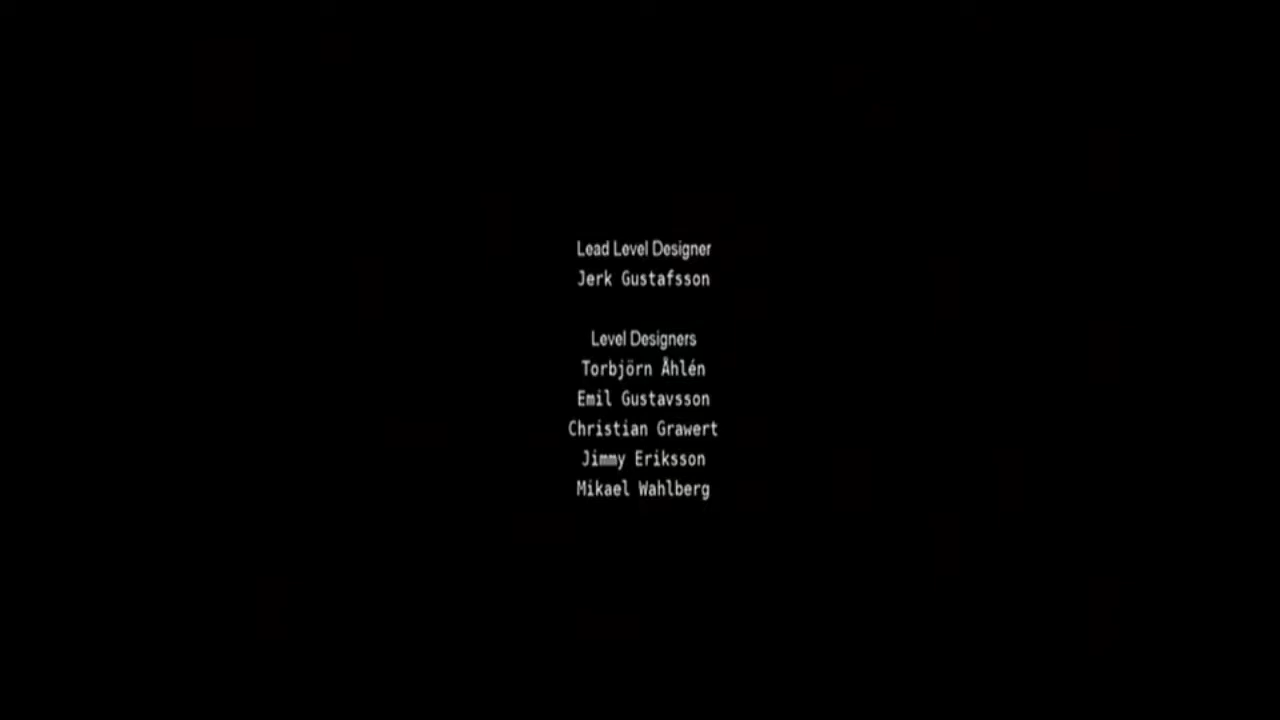 Lead Level Designer
Jerk Gustafsson
Level Designers
Torbjörn Åhlén
Emil Gustavsson
Christian Grawert
Jimmy Eriksson
Mikael Wahlberg